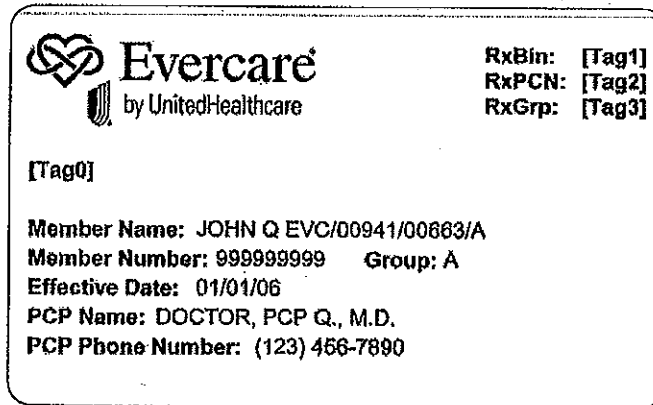 Evercare
by UnitedHealthcare
RxBin: [Tag1]
RxPCN: [Tag2]
RxGrp: [Tag3]
[Tag0]
Member Name: JOHN Q EVC/00941/00663/A
Member Number: 999999999 Group: A
Effective Date: 01/01/06
PCP Name: DOCTOR, PCP Q., M.D.
PCP Phone Number: (123) 456-7890